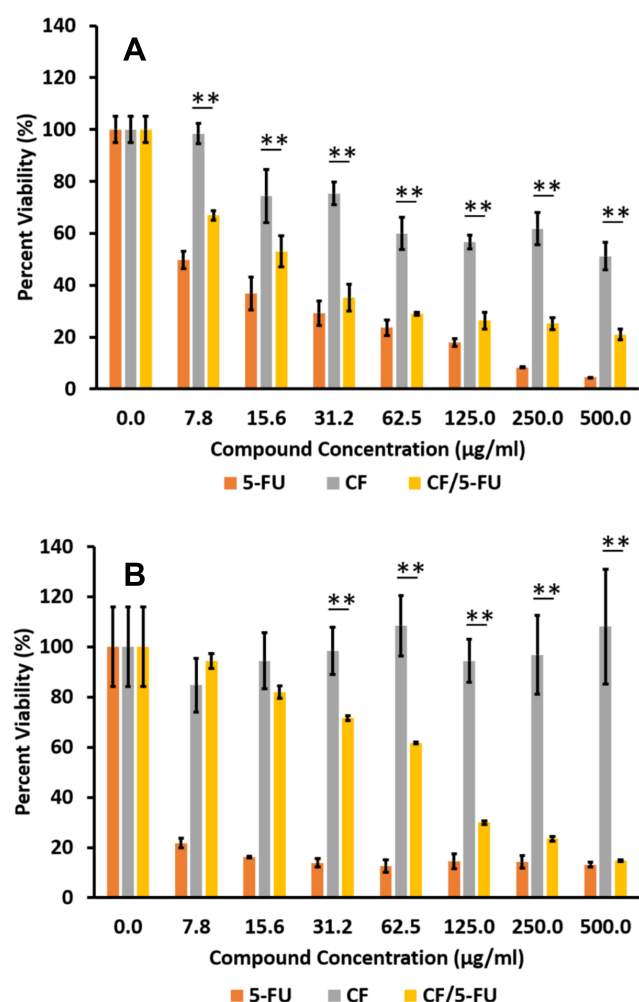 A
140
120
100
80
60
40
20
0
Percent Viability (%)
** ** ** ** ** ** **
0.0 7.8 15.6 31.2 62.5 125.0 250.0 500.0
Compound Concentration (µg/ml)
5-FU CF CF/5-FU
B
140
120
100
80
60
40
20
0
Percent Viability (%)
** ** ** ** **
0.0 7.8 15.6 31.2 62.5 125.0 250.0 500.0
Compound Concentration (µg/ml)
5-FU CF CF/5-FU